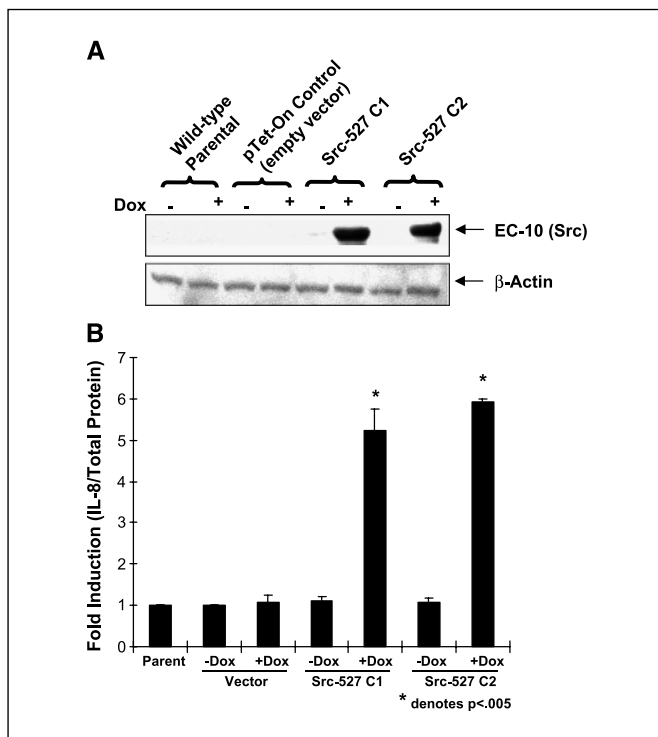 A
Wild-type
Parental
pTet-On Control
(empty vector)
Src-527 C1
Src-527 C2
Dox - + - + - + - +
EC-10 (Src)
β-Actin
B
Fold Induction (IL-8/Total Protein)
7
6
5
4
3
2
1
0
* *
Parent -Dox +Dox -Dox +Dox -Dox +Dox
Vector Src-527 C1 Src-527 C2
* denotes p<.005